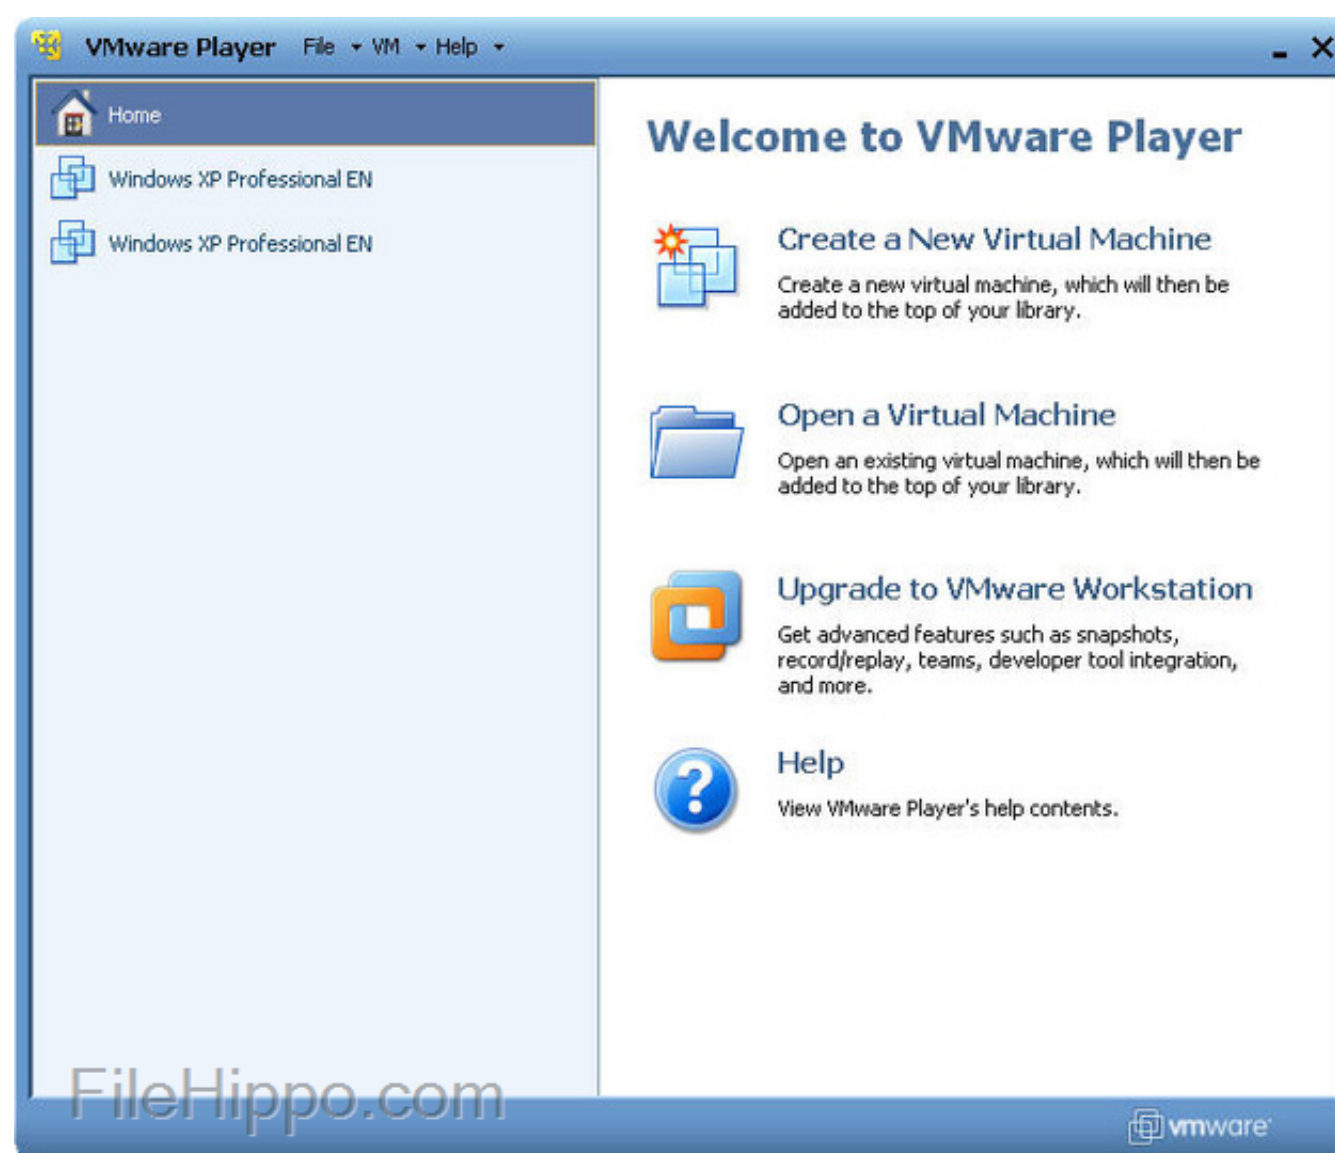 VMware Player File VM Help
Home
Windows XP Professional EN
Windows XP Professional EN
Welcome to VMware Player
Create a New Virtual Machine
Create a new virtual machine, which will then be
added to the top of your library.
Open a Virtual Machine
Open an existing virtual machine, which will then be
added to the top of your library.
Upgrade to VMware Workstation
Get advanced features such as snapshots,
record/replay, teams, developer tool integration,
and more.
Help
View VMware Player's help contents.
FileHippo.com
vmware